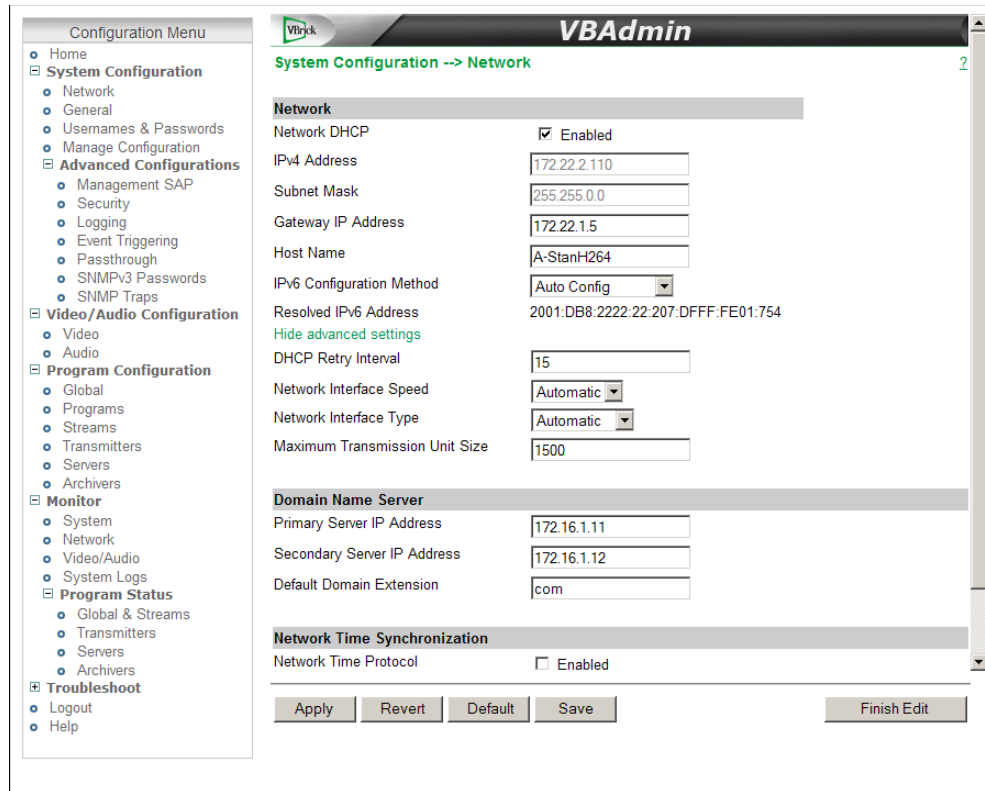 Configuration Menu
Home
System Configuration
Network
General
Usernames & Passwords
Manage Configuration
Advanced Configurations
Management SAP
Security
Logging
Event Triggering
Passthrough
SNMPv3 Passwords
SNMP Traps
Video/Audio Configuration
Video
Audio
Program Configuration
Global
Programs
Streams
Transmitters
Servers
Archivers
Monitor
System
Network
Video/Audio
System Logs
Program Status
Global & Streams
Transmitters
Servers
Archivers
Troubleshoot
Logout
Help
VBrick
VBAdmin
System Configuration --> Network ?
Network
Network DHCP Enabled
IPv4 Address 172.22.2.110
Subnet Mask 255.255.0.0
Gateway IP Address 172.22.1.5
Host Name A-StanH264
IPv6 Configuration Method Auto Config
Resolved IPv6 Address 2001:DB8:2222:22:207:DFFF:FE01:754
Hide advanced settings
DHCP Retry Interval 15
Network Interface Speed Automatic
Network Interface Type Automatic
Maximum Transmission Unit Size 1500
Domain Name Server
Primary Server IP Address 172.16.1.11
Secondary Server IP Address 172.16.1.12
Default Domain Extension com
Network Time Synchronization
Network Time Protocol Enabled
Apply Revert Default Save Finish Edit